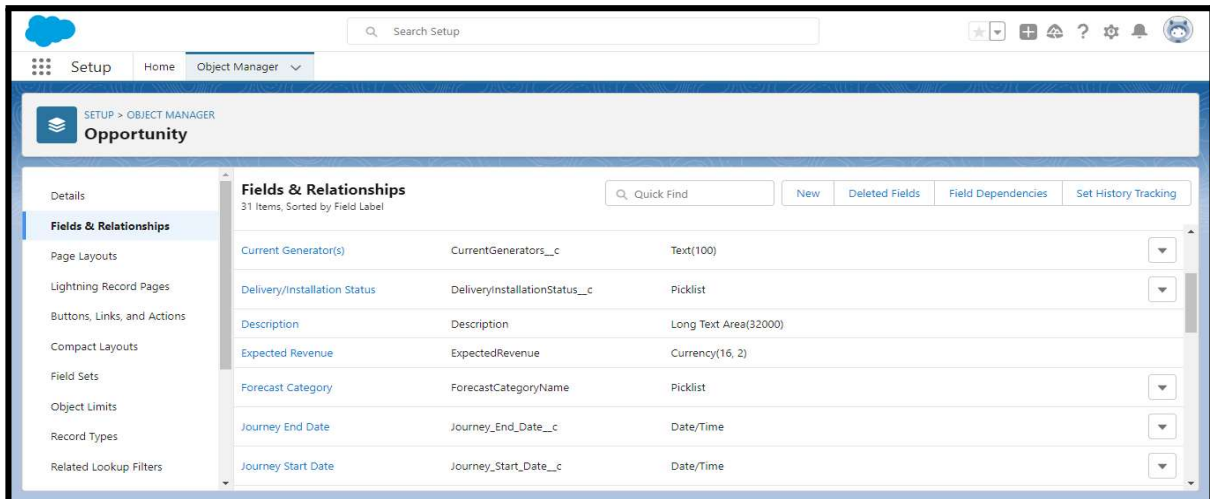 Search Setup
Setup Home Object Manager
SETUP > OBJECT MANAGER
Opportunity
Details
Fields & Relationships
Page Layouts
Lightning Record Pages
Buttons, Links, and Actions
Compact Layouts
Field Sets
Object Limits
Record Types
Related Lookup Filters
Fields & Relationships
31 Items, Sorted by Field Label
Quick Find New Deleted Fields Field Dependencies Set History Tracking
Current Generator(s) CurrentGenerators__c Text(100)
Delivery/Installation Status DeliveryInstallationStatus__c Picklist
Description Description Long Text Area(32000)
Expected Revenue ExpectedRevenue Currency(16, 2)
Forecast Category ForecastCategoryName Picklist
Journey End Date Journey_End_Date__c Date/Time
Journey Start Date Journey_Start_Date__c Date/Time